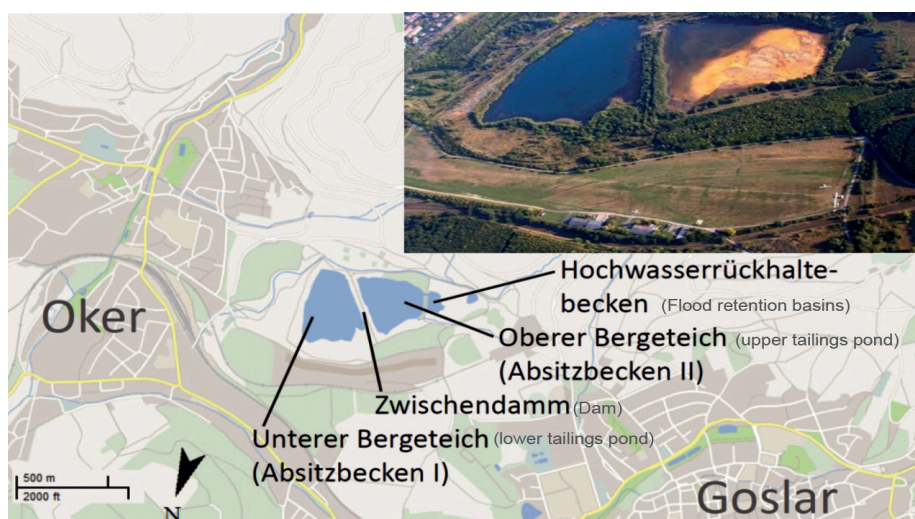 Hochwasserrückhalte-
becken (Flood retention basins)
Oker
Oberer Bergeteich (upper tailings pond)
(Absitzbecken II)
Zwischendamm (Dam)
Unterer Bergeteich (lower tailings pond)
(Absitzbecken I)
500 m
2000 ft
N
Goslar